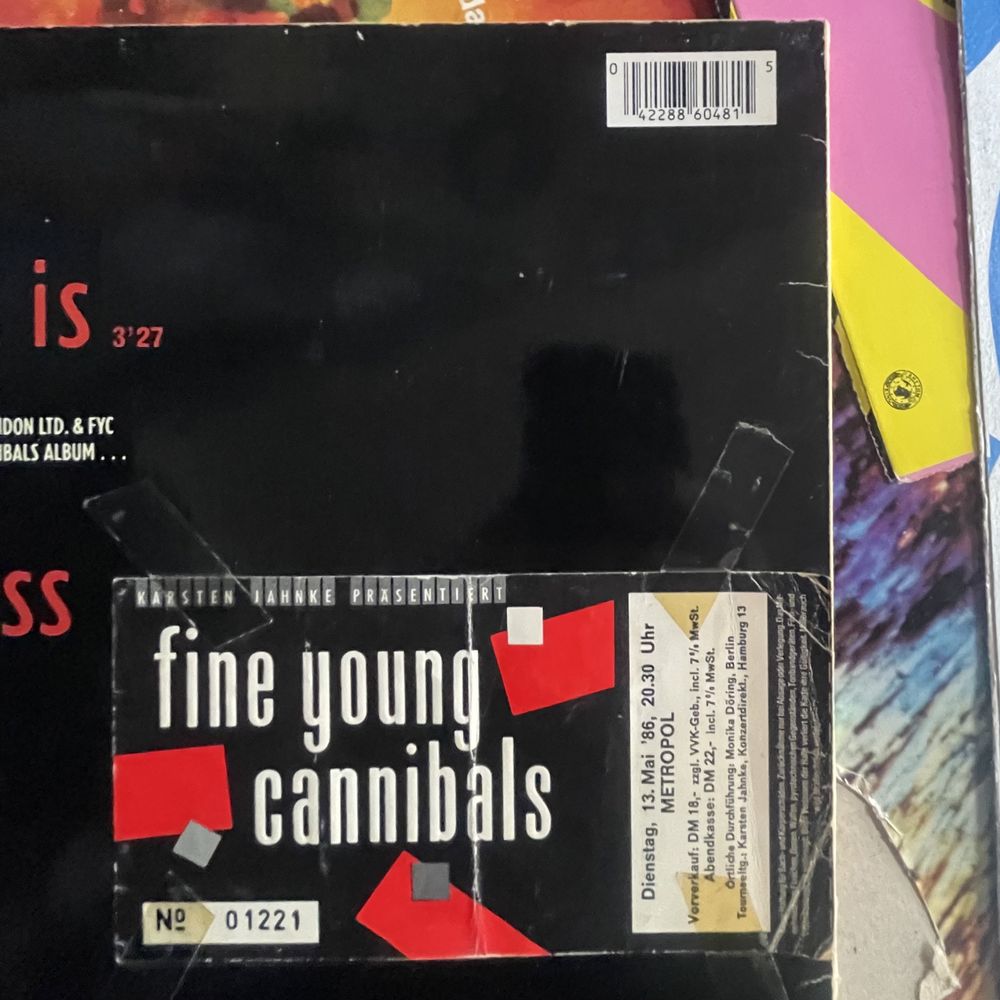 0 42288 60481 5
is 3'27
NDON LTD. & FYC
IBALS ALBUM . . .
ss
KARSTEN JAHNKE PRÄSENTIERT
fine young
cannibals
Nº 01221
Dienstag, 13. Mai '86, 20.30 Uhr
METROPOL
Vorverkauf: DM 18,- zzgl. VVK-Geb., incl. 7% MwSt.
Abendkasse: DM 22,- incl. 7% MwSt.
Örtliche Durchführung: Monika Döring, Berlin
Tourneeltg.: Karsten Jahnke, Konzertdirekt., Hamburg 13